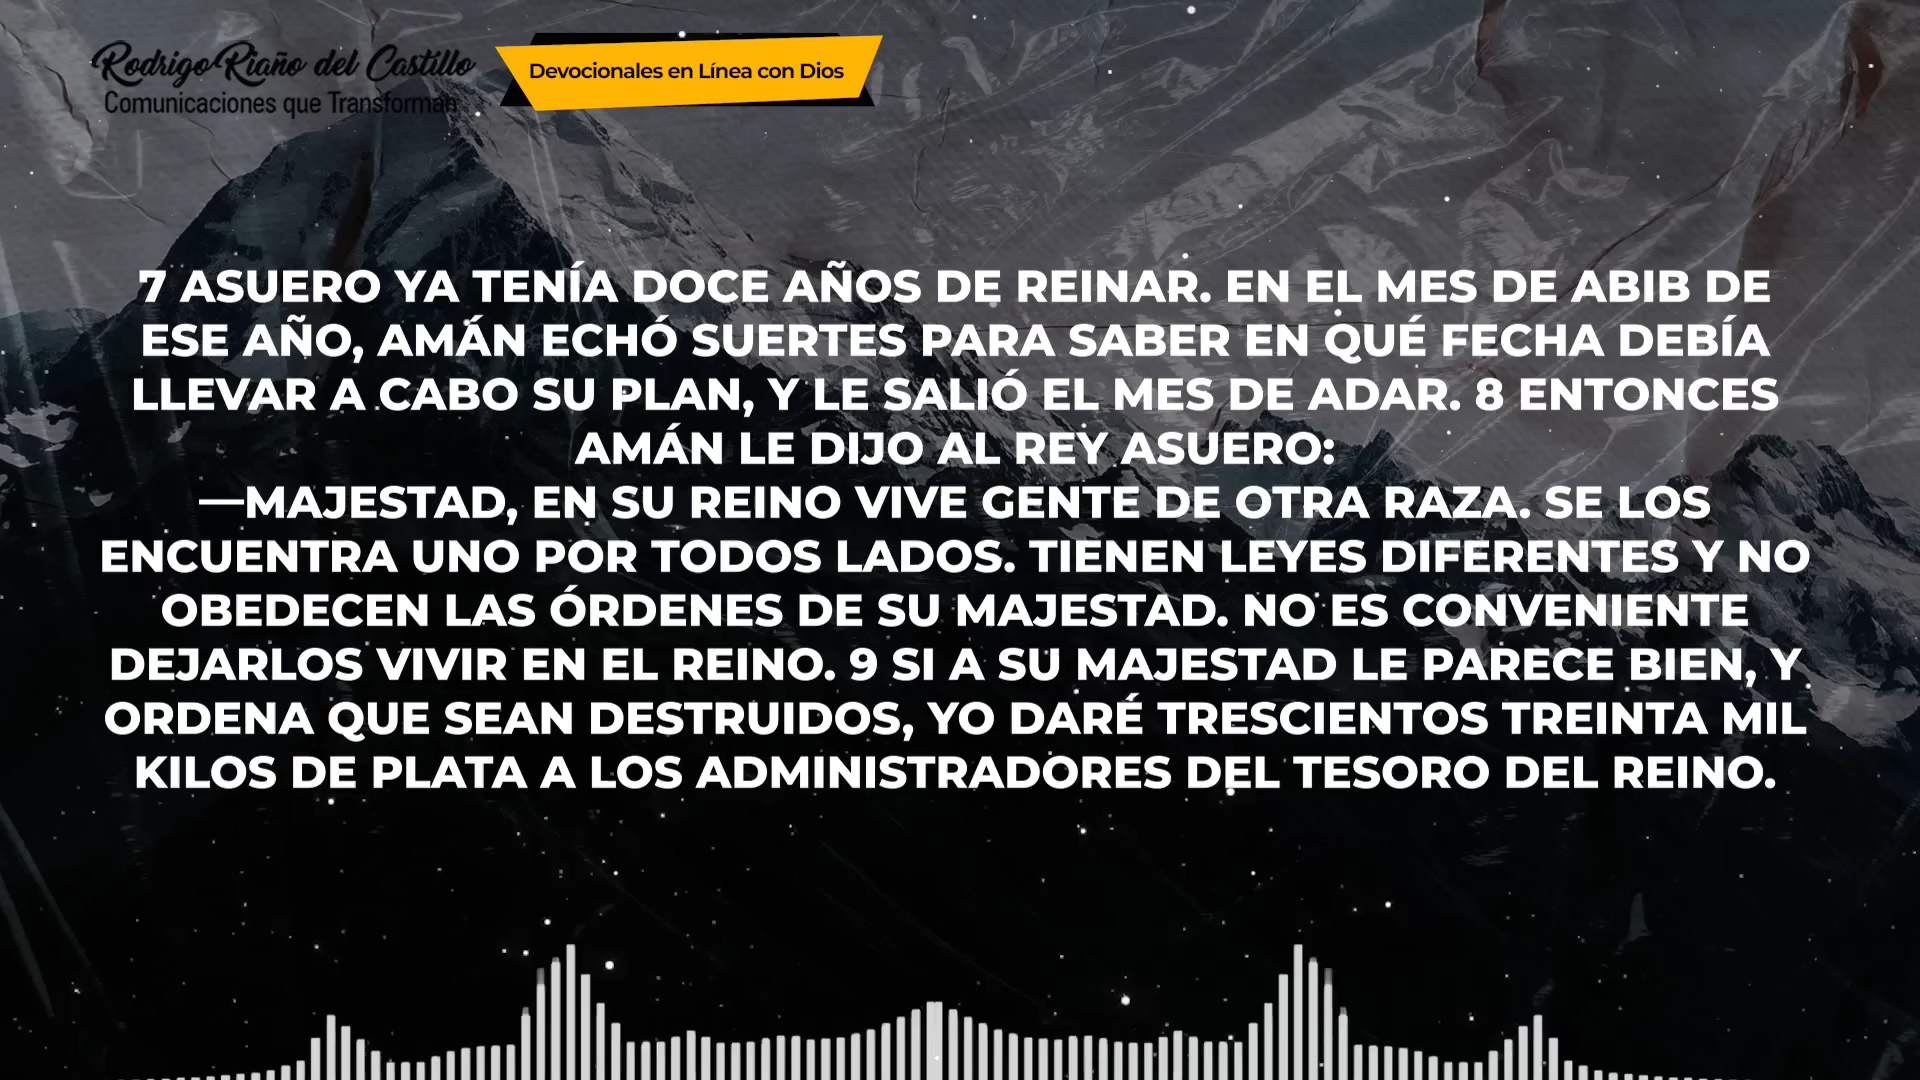 Rodrigo Riaño del Castillo
Comunicaciones que Transforman
Devocionales en Línea con Dios
7 ASUERO YA TENÍA DOCE AÑOS DE REINAR. EN EL MES DE ABIB DE
ESE AÑO, AMÁN ECHÓ SUERTES PARA SABER EN QUÉ FECHA DEBÍA
LLEVAR A CABO SU PLAN, Y LE SALIÓ EL MES DE ADAR. 8 ENTONCES
AMÁN LE DIJO AL REY ASUERO:
—MAJESTAD, EN SU REINO VIVE GENTE DE OTRA RAZA. SE LOS
ENCUENTRA UNO POR TODOS LADOS. TIENEN LEYES DIFERENTES Y NO
OBEDECEN LAS ÓRDENES DE SU MAJESTAD. NO ES CONVENIENTE
DEJARLOS VIVIR EN EL REINO. 9 SI A SU MAJESTAD LE PARECE BIEN, Y
ORDENA QUE SEAN DESTRUIDOS, YO DARÉ TRESCIENTOS TREINTA MIL
KILOS DE PLATA A LOS ADMINISTRADORES DEL TESORO DEL REINO.